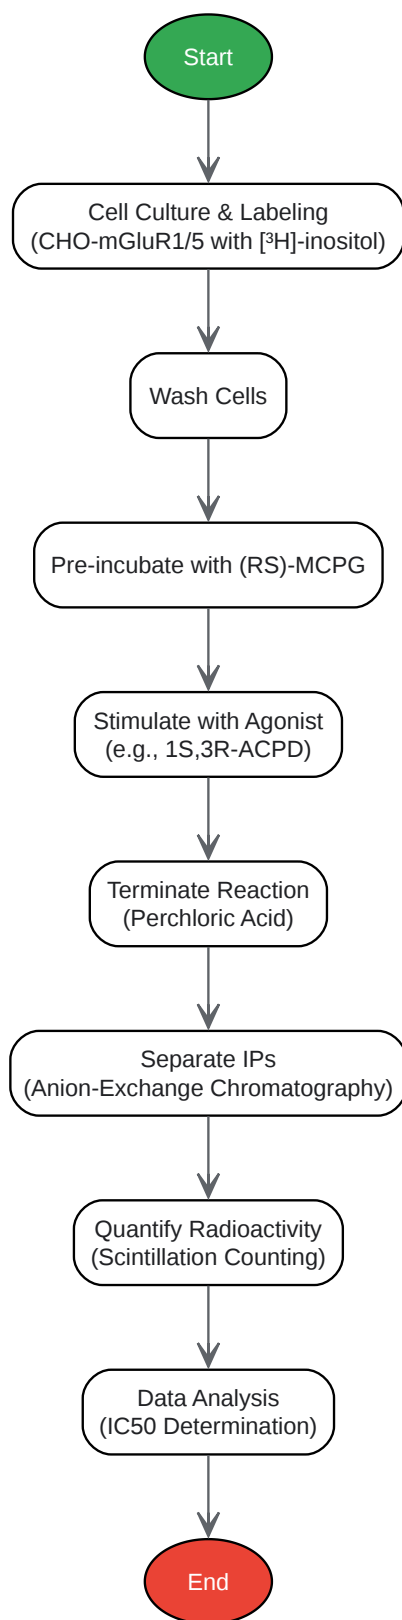 Start
Cell Culture & Labeling
(CHO-mGluR1/5 with [³H]-inositol)
Wash Cells
Pre-incubate with (RS)-MCPG
Stimulate with Agonist
(e.g., 1S,3R-ACPD)
Terminate Reaction
(Perchloric Acid)
Separate IPs
(Anion-Exchange Chromatography)
Quantify Radioactivity
(Scintillation Counting)
Data Analysis
(IC50 Determination)
End